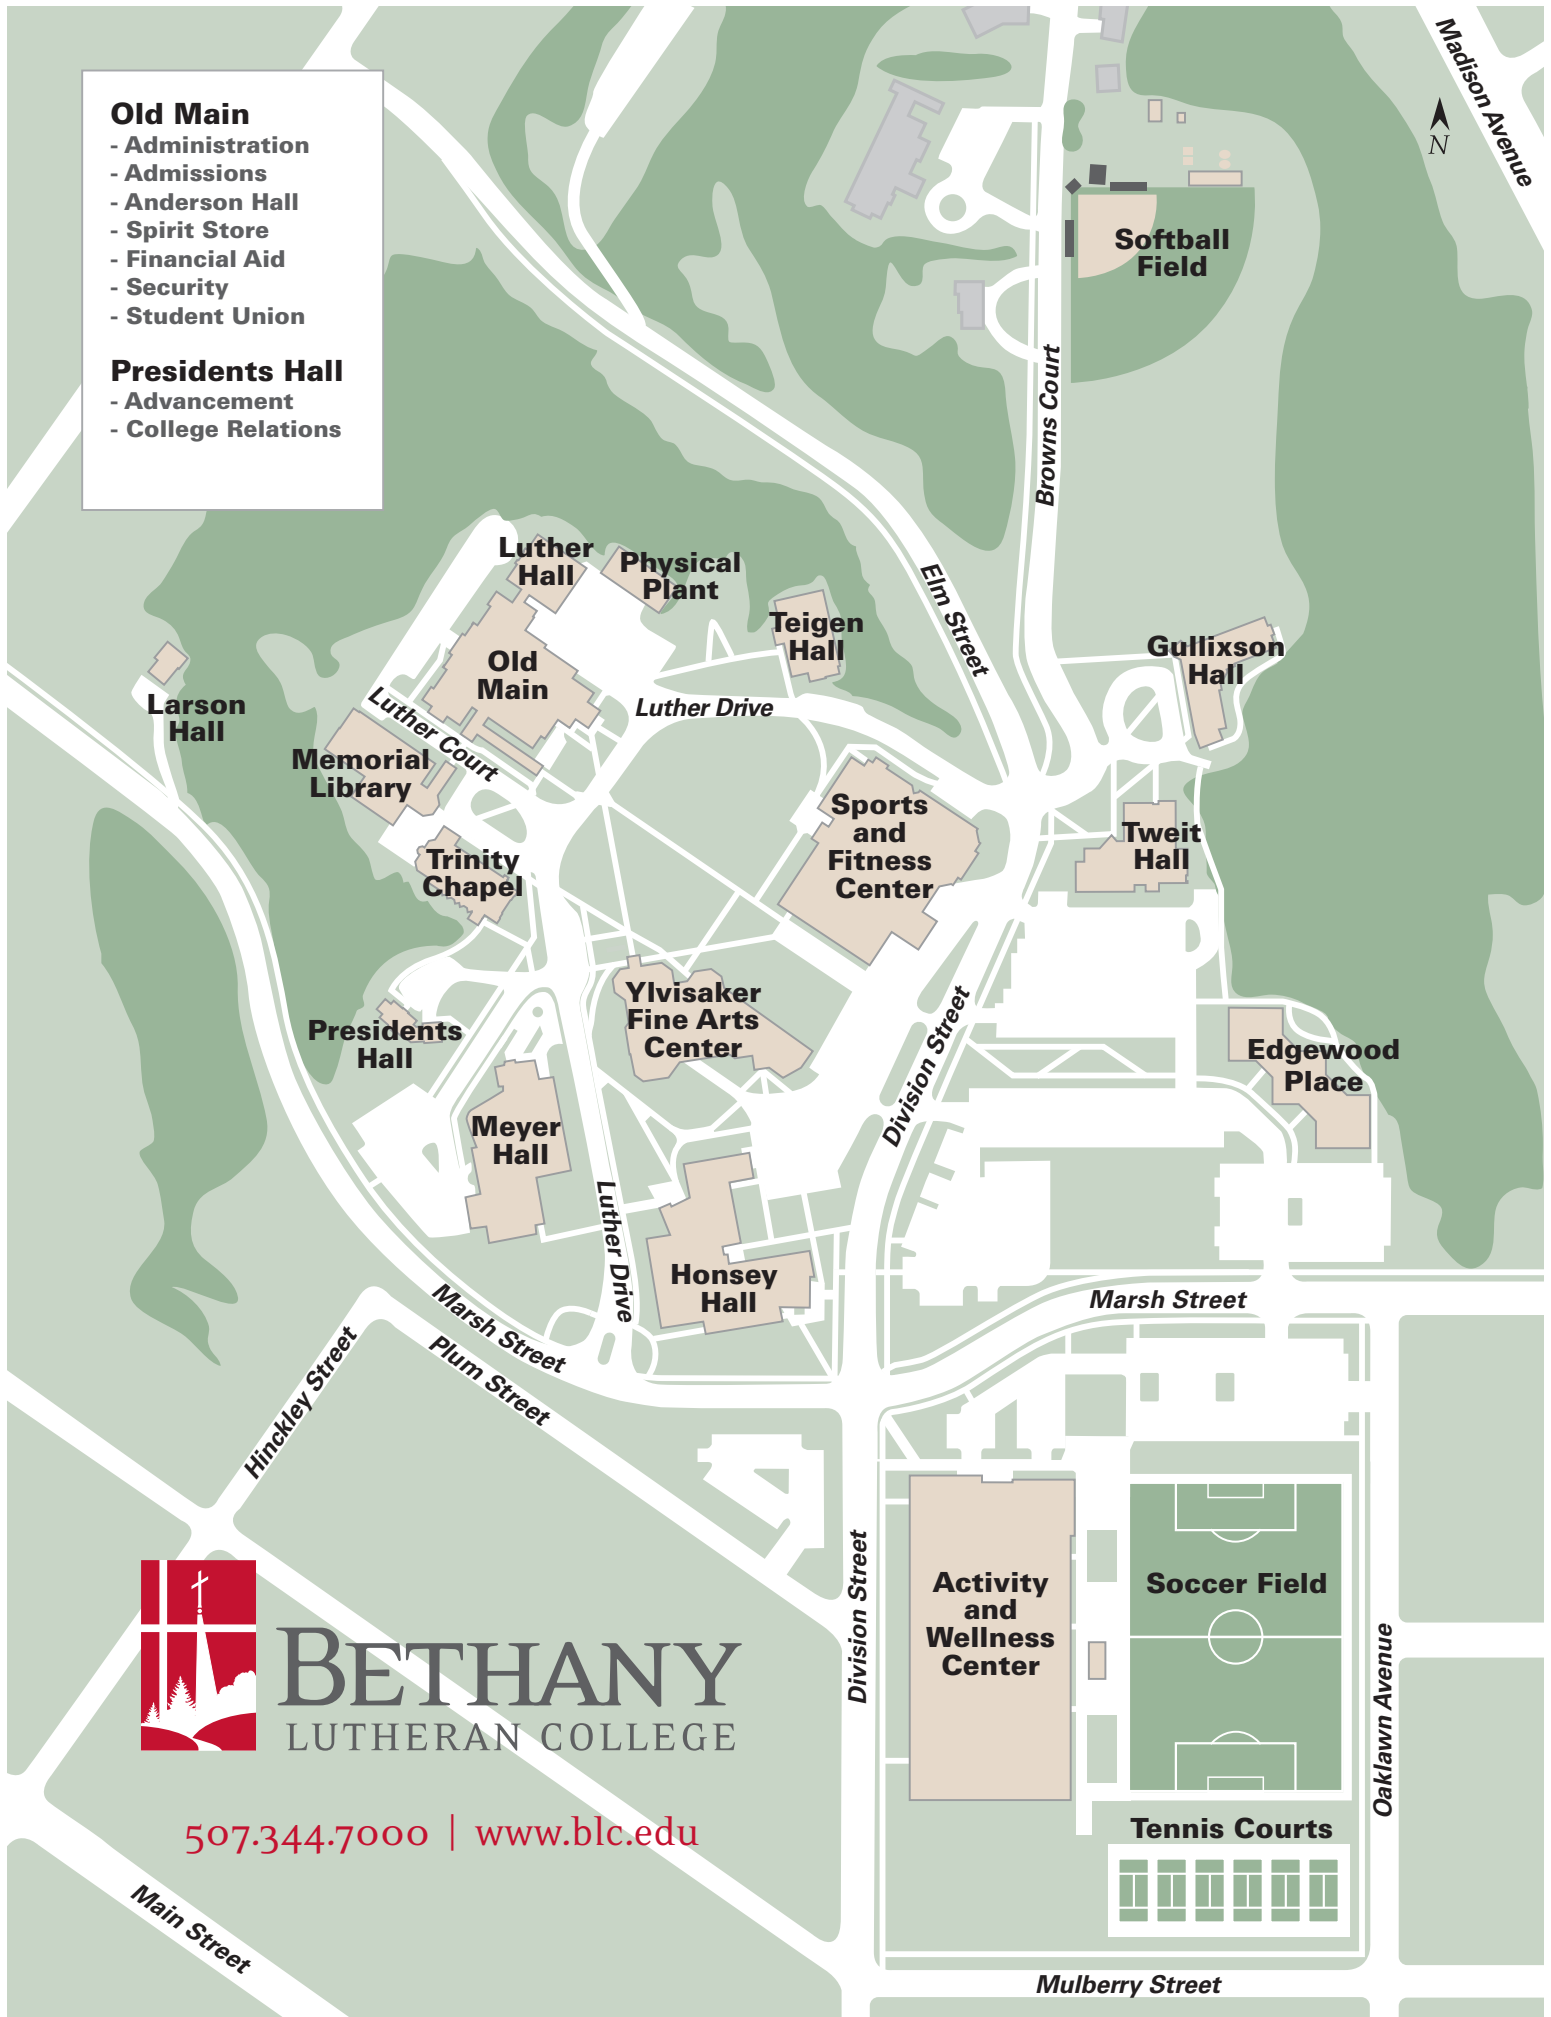 Old Main
- Administration
- Admissions
- Anderson Hall
- Spirit Store
- Financial Aid
- Security
- Student Union
Presidents Hall
- Advancement
- College Relations
Madison Avenue
N
Softball
Field
Browns Court
Elm Street
Luther
Hall
Physical
Plant
Teigen
Hall
Gullixson
Hall
Old
Main
Larson
Hall
Luther Court
Luther Drive
Memorial
Library
Sports
and
Fitness
Center
Tweit
Hall
Trinity
Chapel
Ylvisaker
Fine Arts
Center
Presidents
Hall
Division Street
Edgewood
Place
Meyer
Hall
Luther Drive
Honsey
Hall
Marsh Street
Marsh Street
Plum Street
Hinckley Street
Division Street
Activity
and
Wellness
Center
Soccer Field
Oaklawn Avenue
BETHANY
LUTHERAN COLLEGE
507.344.7000 | www.blc.edu
Tennis Courts
Main Street
Mulberry Street